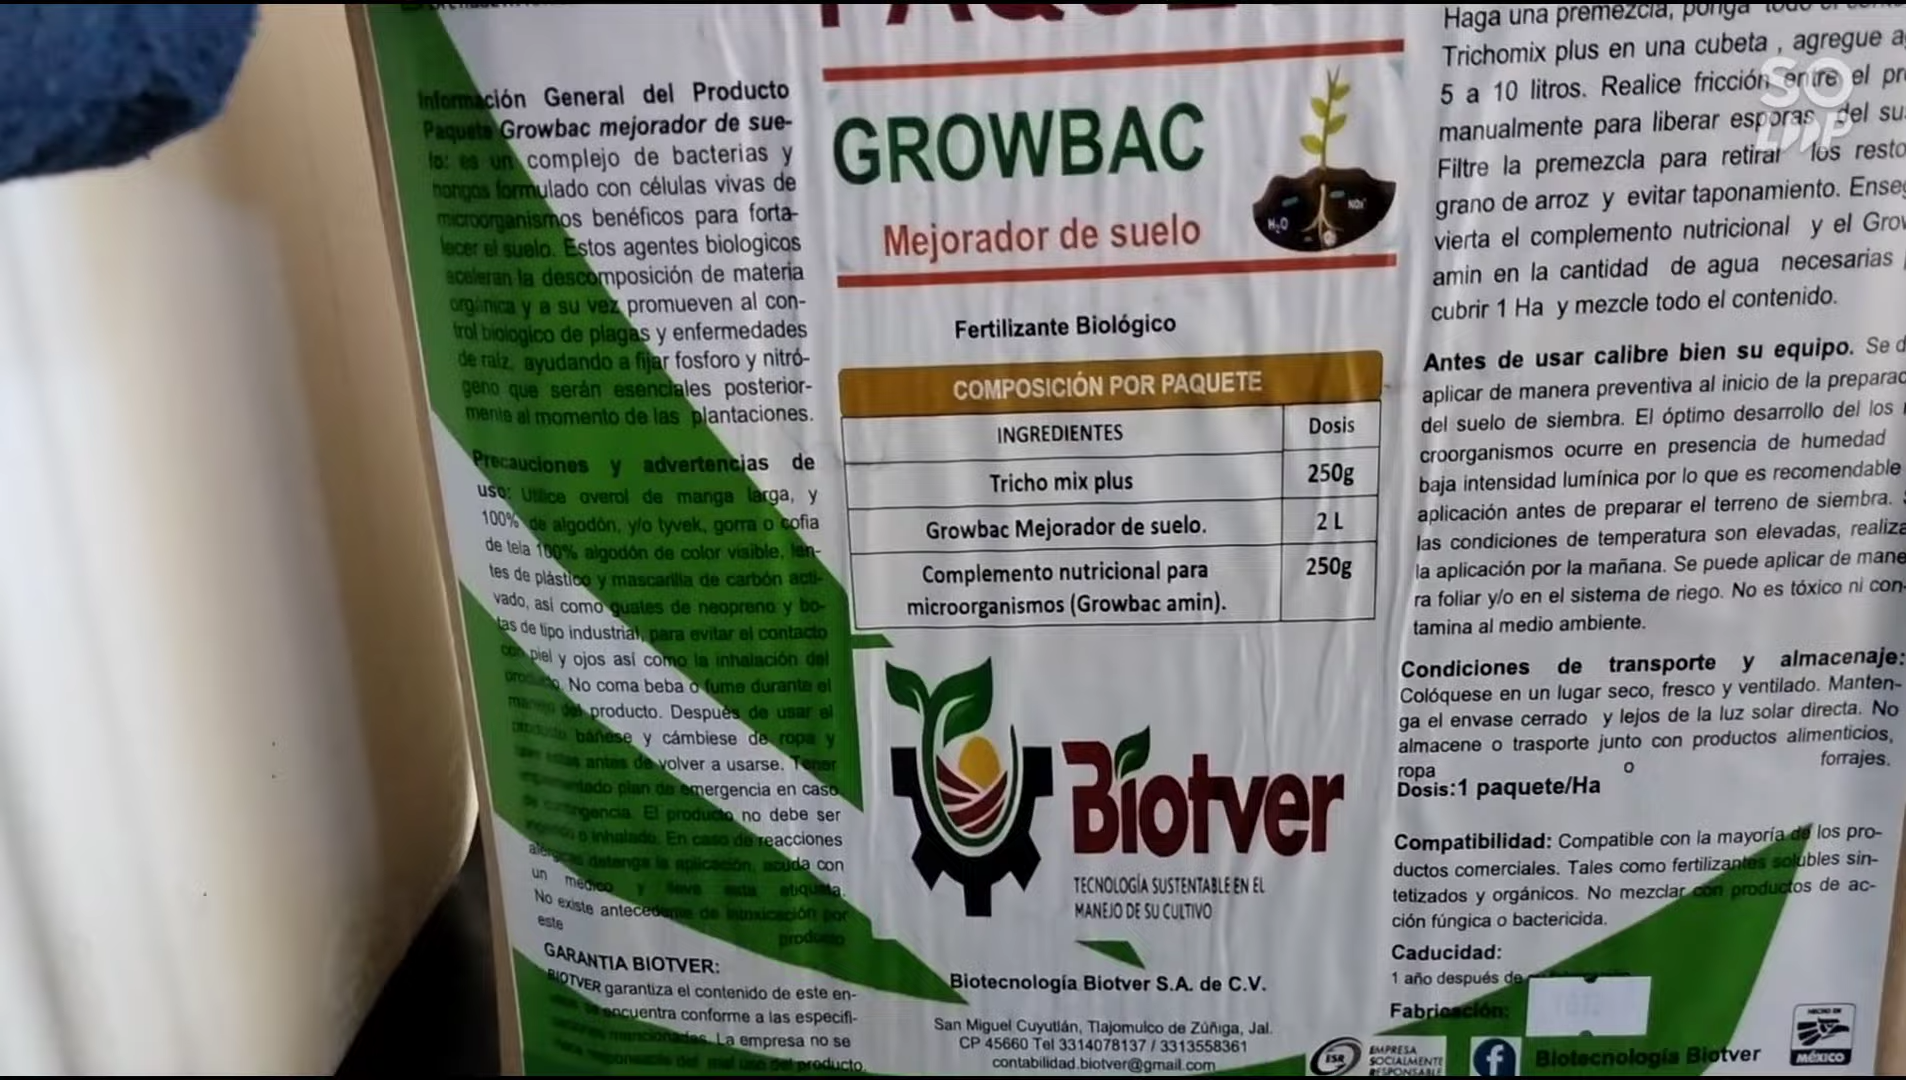 PAQUE
GROWBAC
Mejorador de suelo
H₂O
NOx
Fertilizante Biológico
COMPOSICIÓN POR PAQUETE
INGREDIENTES Dosis
Tricho mix plus 250g
Growbac Mejorador de suelo. 2 L
Complemento nutricional para 250g
microorganismos (Growbac amin).
Biotver
TECNOLOGÍA SUSTENTABLE EN EL
MANEJO DE SU CULTIVO
Biotecnología Biotver S.A. de C.V.
San Miguel Cuyutlán, Tlajomulco de Zúñiga, Jal.
CP 45660 Tel 3314078137 / 3313558361
contabilidad.biotver@gmail.com
Información General del Producto
Paquete Growbac mejorador de sue-
lo: es un complejo de bacterias y
hongos formulado con células vivas de
microorganismos benéficos para forta-
lecer el suelo. Estos agentes biologicos
aceleran la descomposición de materia
orgánica y a su vez promueven al con-
trol biologico de plagas y enfermedades
de raíz, ayudando a fijar fosforo y nitró-
geno que serán esenciales posterior-
mente al momento de las plantaciones.
Precauciones y advertencias de
uso: Utilice overol de manga larga, y
100% de algodón, y/o tyvek, gorra o cofia
de tela 100% algodón de color visible, len-
tes de plástico y mascarilla de carbón acti-
vado, así como guates de neopreno y bo-
tas de tipo industrial, para evitar el contacto
con piel y ojos así como la inhalación del
producto. No coma beba o fume durante el
manejo del producto. Después de usar el
producto báñese y cámbiese de ropa y
antes de volver a usarse. Tener
plan de emergencia en caso
de contingencia. El producto no debe ser
ingerido o inhalado. En caso de reacciones
alérgicas detenga la aplicación, acuda con
un médico y lleve esta etiqueta.
No existe antecedente de intoxicación por
este producto
GARANTIA BIOTVER:
BIOTVER garantiza el contenido de este en-
encuentra conforme a las especifi-
mencionadas. La empresa no se
responsable del mal uso del producto.
Haga una premezcla, ponga todo el
Trichomix plus en una cubeta , agregue
5 a 10 litros. Realice fricción entre el
manualmente para liberar esporas del
Filtre la premezcla para retirar los
grano de arroz y evitar taponamiento.
vierta el complemento nutricional y el
amin en la cantidad de agua necesarias
cubrir 1 Ha y mezcle todo el contenido.
Antes de usar calibre bien su equipo. Se
aplicar de manera preventiva al inicio de la
del suelo de siembra. El óptimo desarrollo del los
croorganismos ocurre en presencia de humedad
baja intensidad lumínica por lo que es recomendable
aplicación antes de preparar el terreno de siembra.
las condiciones de temperatura son elevadas,
la aplicación por la mañana. Se puede aplicar de mane-
ra foliar y/o en el sistema de riego. No es tóxico ni con-
tamina al medio ambiente.
Condiciones de transporte y almacenaje:
Colóquese en un lugar seco, fresco y ventilado. Manten-
ga el envase cerrado y lejos de la luz solar directa. No
almacene o trasporte junto con productos alimenticios,
ropa o forrajes.
Dosis:1 paquete/Ha
Compatibilidad: Compatible con la mayoría de los pro-
ductos comerciales. Tales como fertilizantes solubles sin-
tetizados y orgánicos. No mezclar con productos de ac-
ción fúngica o bactericida.
Caducidad:
1 año después de
Fabricación:
ESR
EMPRESA
SOCIALMENTE
RESPONSABLE
f
Biotecnología Biotver
HECHO EN
MÉXICO
SO